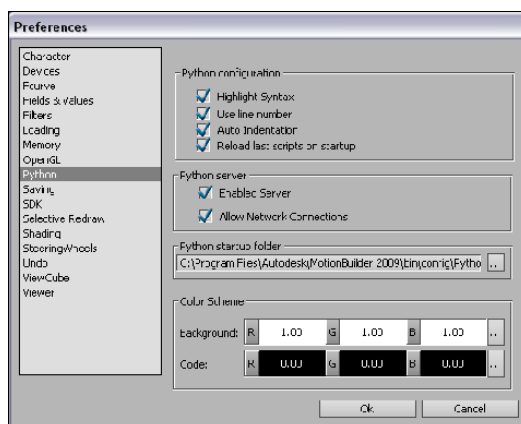 Preferences
Character
Devices
Fcurve
Fields & Values
Filters
Loading
Memory
OpenGL
Python
Saving
SDK
Selective Redraw
Shading
SteeringWheels
Undo
ViewCube
Viewer
Python configuration
Highlight Syntax
Use line number
Auto Indentation
Reload last scripts on startup
Python server
Enabled Server
Allow Network Connections
Python startup folder
C:\Program Files\Autodesk\MotionBuilder 2009\bin\config\Pytho ..
Color Scheme
Background: R 1.00 G 1.00 B 1.00 ..
Code: R 0.00 G 0.00 B 0.00 ..
Ok Cancel